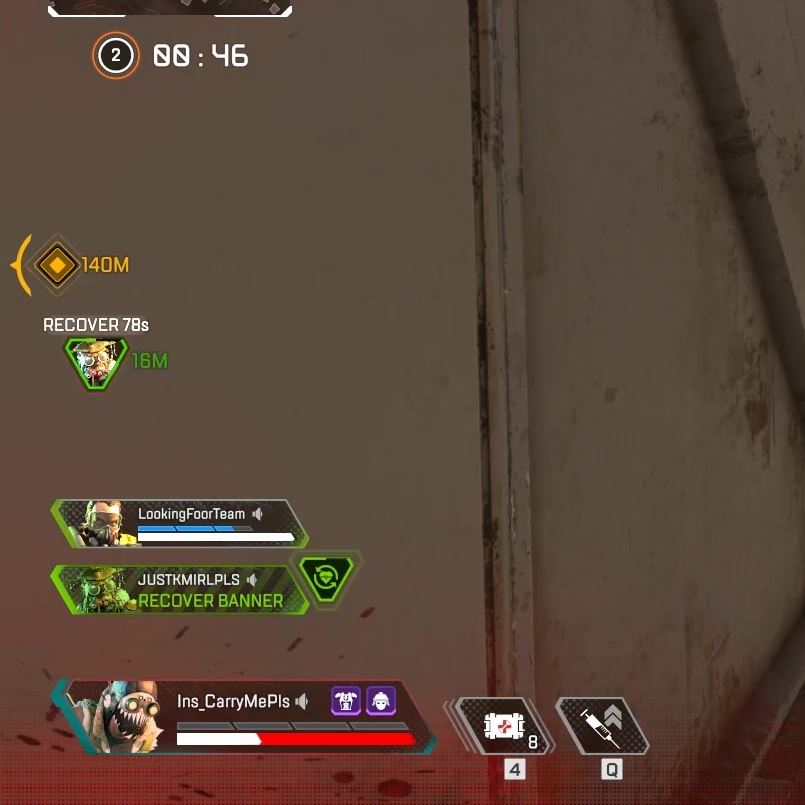 2 00:46
140M
RECOVER 78s
16M
LookingFoorTeam
JUSTKMIRLPLS
RECOVER BANNER
Ins_CarryMePls
8
4 Q